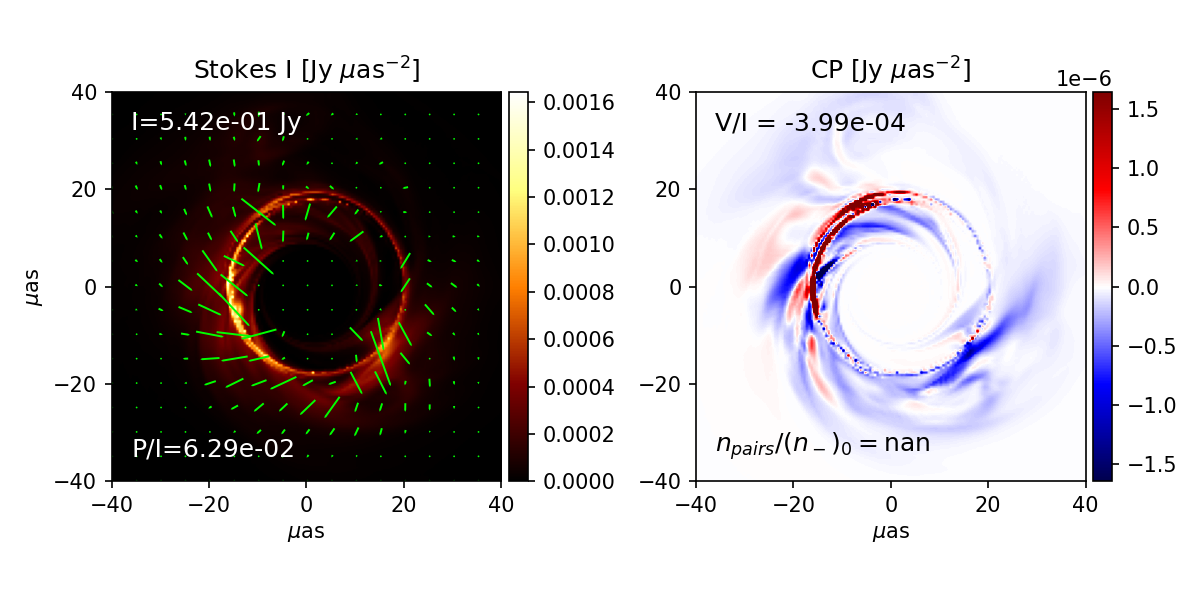 Stokes I [Jy μas⁻²]
I=5.42e-01 Jy
P/I=6.29e-02
40
20
0
−20
−40
μas
−40 −20 0 20 40
μas
0.0016
0.0014
0.0012
0.0010
0.0008
0.0006
0.0004
0.0002
0.0000
CP [Jy μas⁻²]
1e-6
V/I = -3.99e-04
n_pairs/(n_−)_0 = nan
40
20
0
−20
−40
−40 −20 0 20 40
μas
1.5
1.0
0.5
0.0
−0.5
−1.0
−1.5